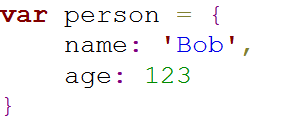 var person = {
    name: 'Bob',
    age: 123
}